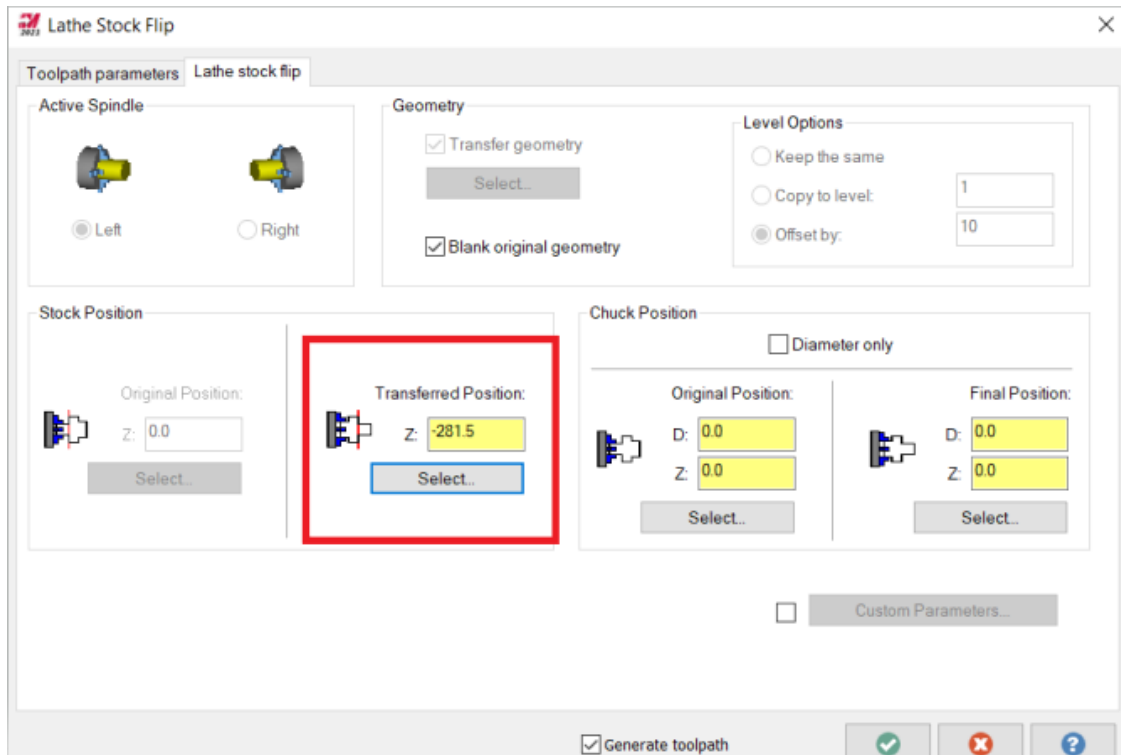 2023 Lathe Stock Flip
Toolpath parameters Lathe stock flip
Active Spindle
Left Right
Geometry
Transfer geometry
Select...
Blank original geometry
Level Options
Keep the same
Copy to level: 1
Offset by: 10
Stock Position
Original Position:
Z: 0.0
Select...
Transferred Position:
Z: -281.5
Select...
Chuck Position
Diameter only
Original Position:
D: 0.0
Z: 0.0
Select...
Final Position:
D: 0.0
Z: 0.0
Select...
Custom Parameters...
Generate toolpath
?